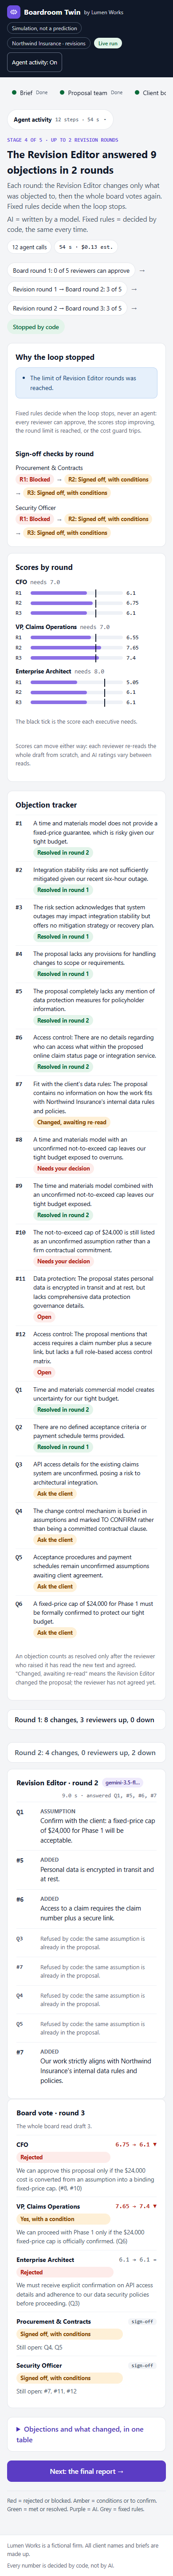 Boardroom Twin by Lumen Works
Simulation, not a prediction
Northwind Insurance · revisions
Live run
Agent activity: On
Brief Done
Proposal team Done
Client bo
Agent activity 12 steps · 54 s
STAGE 4 OF 5 · UP TO 2 REVISION ROUNDS
The Revision Editor answered 9
objections in 2 rounds
Each round: the Revision Editor changes only what
was objected to, then the whole board votes again.
Fixed rules decide when the loop stops.
AI = written by a model. Fixed rules = decided by
code, the same every time.
12 agent calls
54 s · $0.13 est.
Board round 1: 0 of 5 reviewers can approve →
Revision round 1 → Board round 2: 3 of 5 →
Revision round 2 → Board round 3: 3 of 5 →
Stopped by code
Why the loop stopped
• The limit of Revision Editor rounds was
reached.
Fixed rules decide when the loop stops, never an agent:
every reviewer can approve, the scores stop improving,
the round limit is reached, or the cost guard trips.
Sign-off checks by round
Procurement & Contracts
R1: Blocked → R2: Signed off, with conditions
→ R3: Signed off, with conditions
Security Officer
R1: Blocked → R2: Signed off, with conditions
→ R3: Signed off, with conditions
Scores by round
CFO needs 7.0
R1 6.1
R2 6.75
R3 6.1
VP, Claims Operations needs 7.0
R1 6.55
R2 7.65
R3 7.4
Enterprise Architect needs 8.0
R1 5.05
R2 6.1
R3 6.1
The black tick is the score each executive needs.
Scores can move either way: each reviewer re-reads the
whole draft from scratch, and AI ratings vary between
reads.
Objection tracker
#1 A time and materials model does not provide a
fixed-price guarantee, which is risky given our
tight budget.
Resolved in round 2
#2 Integration stability risks are not sufficiently
mitigated given our recent six-hour outage.
Resolved in round 1
#3 The risk section acknowledges that system
outages may impact integration stability but
offers no mitigation strategy or recovery plan.
Resolved in round 1
#4 The proposal lacks any provisions for handling
changes to scope or requirements.
Resolved in round 1
#5 The proposal completely lacks any mention of
data protection measures for policyholder
information.
Resolved in round 2
#6 Access control: There are no details regarding
who can access what within the proposed
online claim status page or integration service.
Resolved in round 2
#7 Fit with the client's data rules: The proposal
contains no information on how the work fits
with Northwind Insurance's internal data rules
and policies.
Changed, awaiting re-read
#8 A time and materials model with an
unconfirmed not-to-exceed cap leaves our
tight budget exposed to overruns.
Needs your decision
#9 The time and materials model combined with
an unconfirmed not-to-exceed cap leaves our
tight budget exposed.
Resolved in round 2
#10 The not-to-exceed cap of $24,000 is still listed
as an unconfirmed assumption rather than a
firm contractual commitment.
Needs your decision
#11 Data protection: The proposal states personal
data is encrypted in transit and at rest, but
lacks comprehensive data protection
governance details.
Open
#12 Access control: The proposal mentions that
access requires a claim number plus a secure
link, but lacks a full role-based access control
matrix.
Open
Q1 Time and materials commercial model creates
uncertainty for our tight budget.
Resolved in round 2
Q2 There are no defined acceptance criteria or
payment schedule terms provided.
Resolved in round 1
Q3 API access details for the existing claims
system are unconfirmed, posing a risk to
architectural integration.
Ask the client
Q4 The change control mechanism is buried in
assumptions and marked TO CONFIRM rather
than being a committed contractual clause.
Ask the client
Q5 Acceptance procedures and payment
schedules remain unconfirmed assumptions
awaiting client agreement.
Ask the client
Q6 A fixed-price cap of $24,000 for Phase 1 must
be formally confirmed to protect our tight
budget.
Ask the client
An objection counts as resolved only after the reviewer
who raised it has read the new text and agreed.
"Changed, awaiting re-read" means the Revision Editor
changed the proposal; the reviewer has not agreed yet.
Round 1: 8 changes, 3 reviewers up, 0 down
Round 2: 4 changes, 0 reviewers up, 2 down
Revision Editor · round 2 gemini-3.5-fl…
9.0 s · answered Q1, #5, #6, #7
Q1 ASSUMPTION
Confirm with the client: a fixed-price cap
of $24,000 for Phase 1 will be
acceptable.
#5 ADDED
Personal data is encrypted in transit and
at rest.
#6 ADDED
Access to a claim requires the claim
number plus a secure link.
Q3 Refused by code: the same assumption is
already in the proposal.
#7 Refused by code: the same assumption is
already in the proposal.
Q4 Refused by code: the same assumption is
already in the proposal.
Q5 Refused by code: the same assumption is
already in the proposal.
#7 ADDED
Our work strictly aligns with Northwind
Insurance's internal data rules and
policies.
Board vote · round 3
The whole board read draft 3.
CFO 6.75 → 6.1 ▼
Rejected
We can approve this proposal only if the $24,000
cost is converted from an assumption into a binding
fixed-price cap. (#8, #10)
VP, Claims Operations 7.65 → 7.4 ▼
Yes, with a condition
We can proceed with Phase 1 only if the $24,000
fixed-price cap is officially confirmed. (Q6)
Enterprise Architect 6.1 → 6.1 →
Rejected
We must receive explicit confirmation on API access
details and adherence to our data security policies
before proceeding. (Q3)
Procurement & Contracts sign-off
Signed off, with conditions
Still open: Q4, Q5
Security Officer sign-off
Signed off, with conditions
Still open: #7, #11, #12
▶ Objections and what changed, in one
table
Next: the final report →
Red = rejected or blocked. Amber = conditions or to confirm.
Green = met or resolved. Purple = AI. Grey = fixed rules.
Lumen Works is a fictional firm. All client names and briefs are
made up.
Every number is decided by code, not by AI.